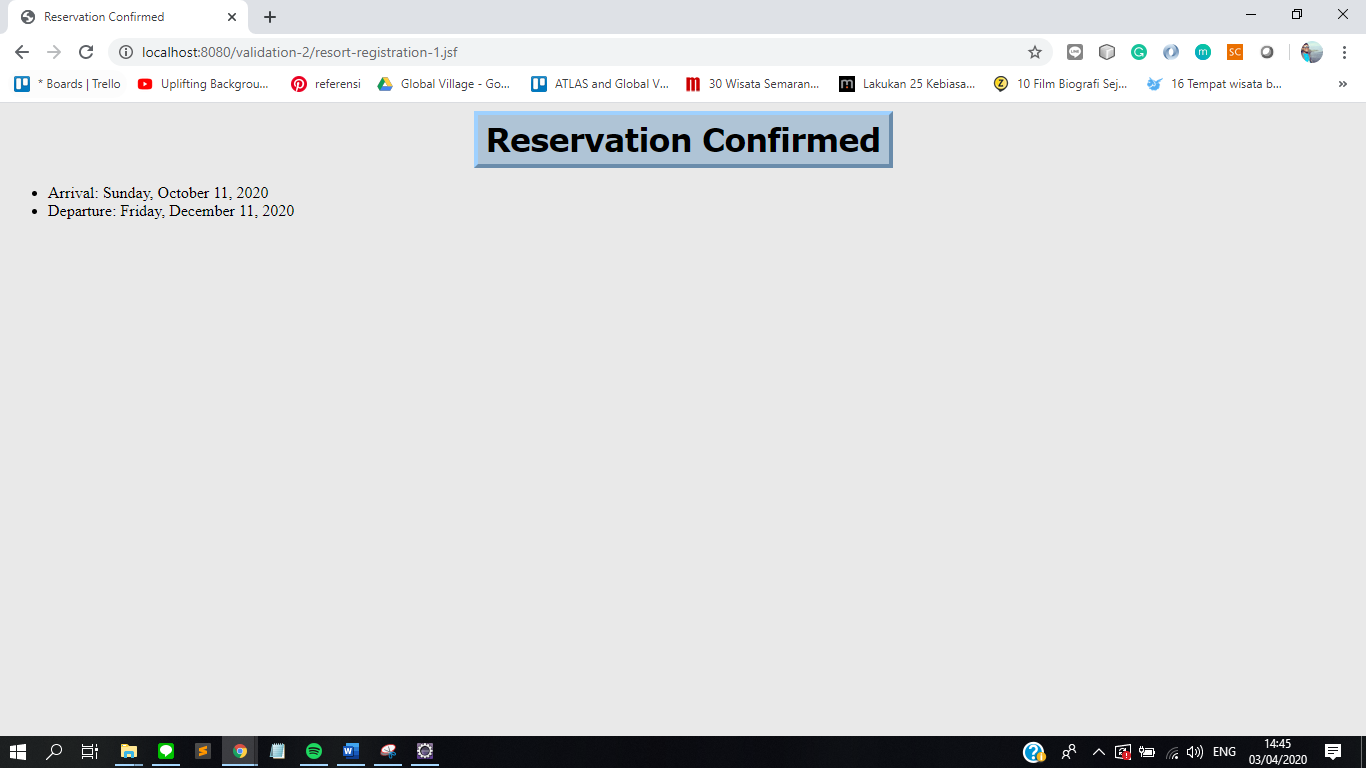 Reservation Confirmed
localhost:8080/validation-2/resort-registration-1.jsf
* Boards | Trello
Uplifting Backgrou...
referensi
Global Village - Go...
ATLAS and Global V...
30 Wisata Semaran...
Lakukan 25 Kebiasa...
10 Film Biografi Sej...
16 Tempat wisata b...
»
Reservation Confirmed
• Arrival: Sunday, October 11, 2020
• Departure: Friday, December 11, 2020
ENG
14:45
03/04/2020